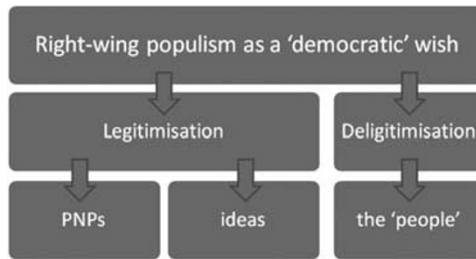 Right-wing populism as a 'democratic' wish
Legitimisation
Deligitimisation
PNPs
ideas
the 'people'